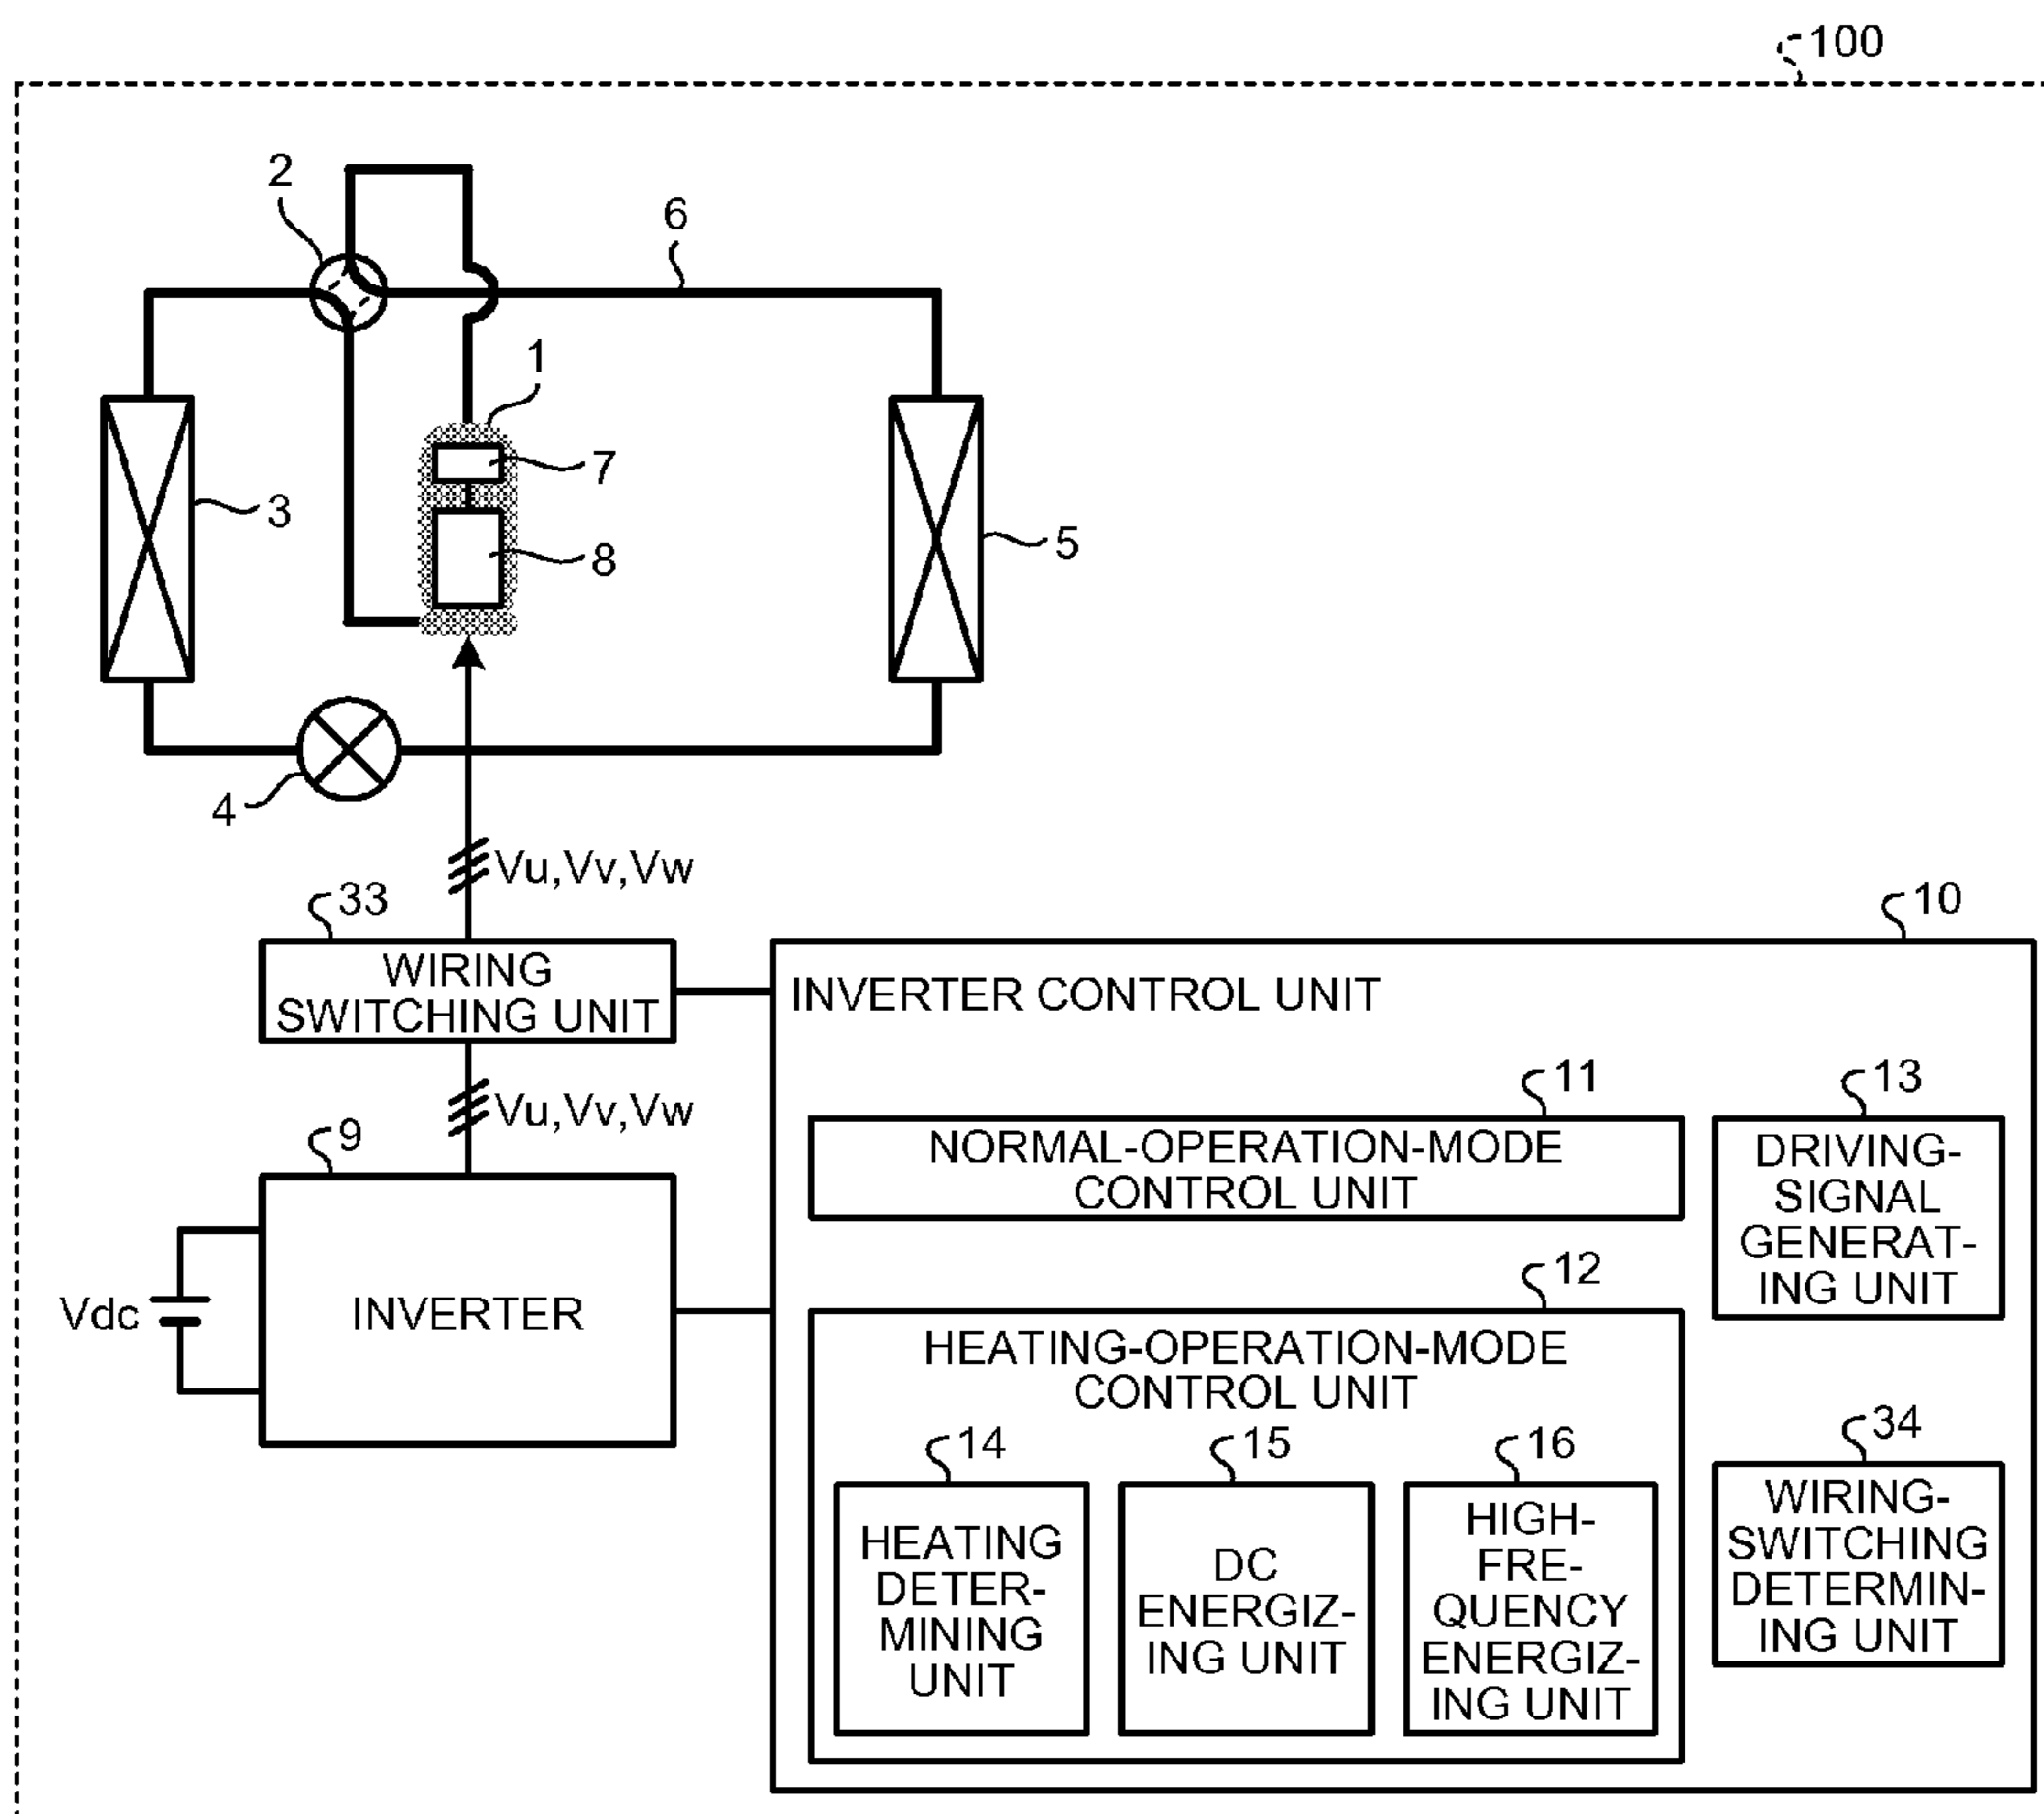 100
2
6
1
7
3
8
5
4
Vu,Vv,Vw
33
10
WIRING
SWITCHING UNIT
INVERTER CONTROL UNIT
11
13
Vu,Vv,Vw
9
NORMAL-OPERATION-MODE
CONTROL UNIT
DRIVING-
SIGNAL
GENERAT-
ING UNIT
12
Vdc
INVERTER
HEATING-OPERATION-MODE
CONTROL UNIT
34
14
15
16
HEATING
DETER-
MINING
UNIT
DC
ENERGIZ-
ING UNIT
HIGH-
FRE-
QUENCY
ENERGIZ-
ING UNIT
WIRING-
SWITCHING
DETERMIN-
ING UNIT